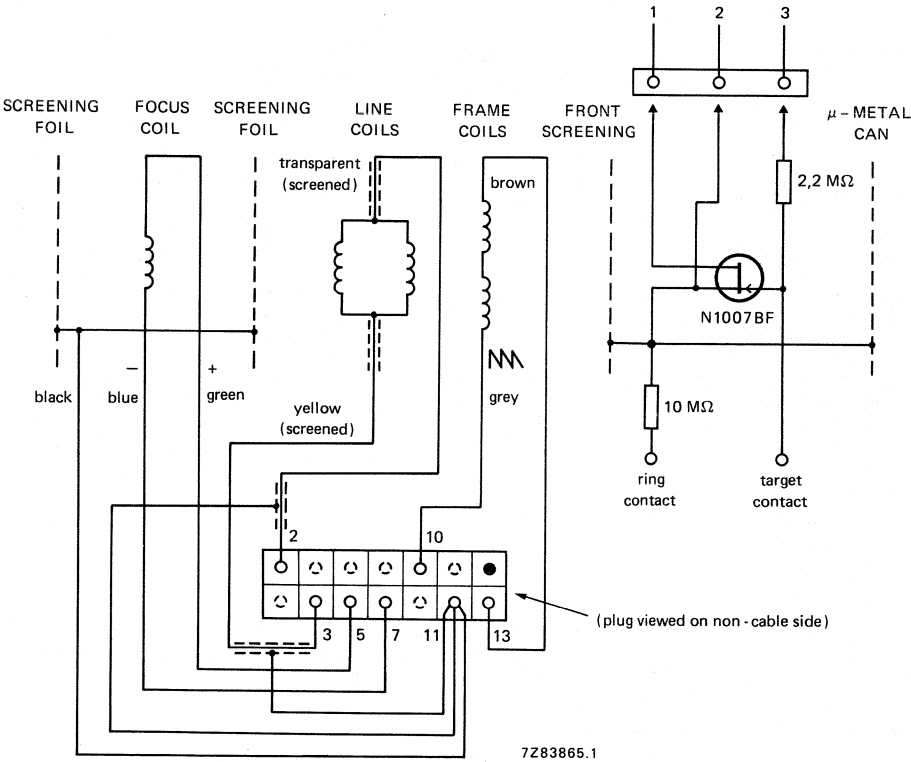 1 2 3
SCREENING FOIL
FOCUS COIL
SCREENING FOIL
LINE COILS
FRAME COILS
FRONT SCREENING
μ – METAL CAN
transparent (screened)
brown
2,2 MΩ
N1007BF
black
–
blue
+
green
yellow (screened)
grey
10 MΩ
ring contact
target contact
2
10
3
5
7
11
13
(plug viewed on non - cable side)
7Z83865.1